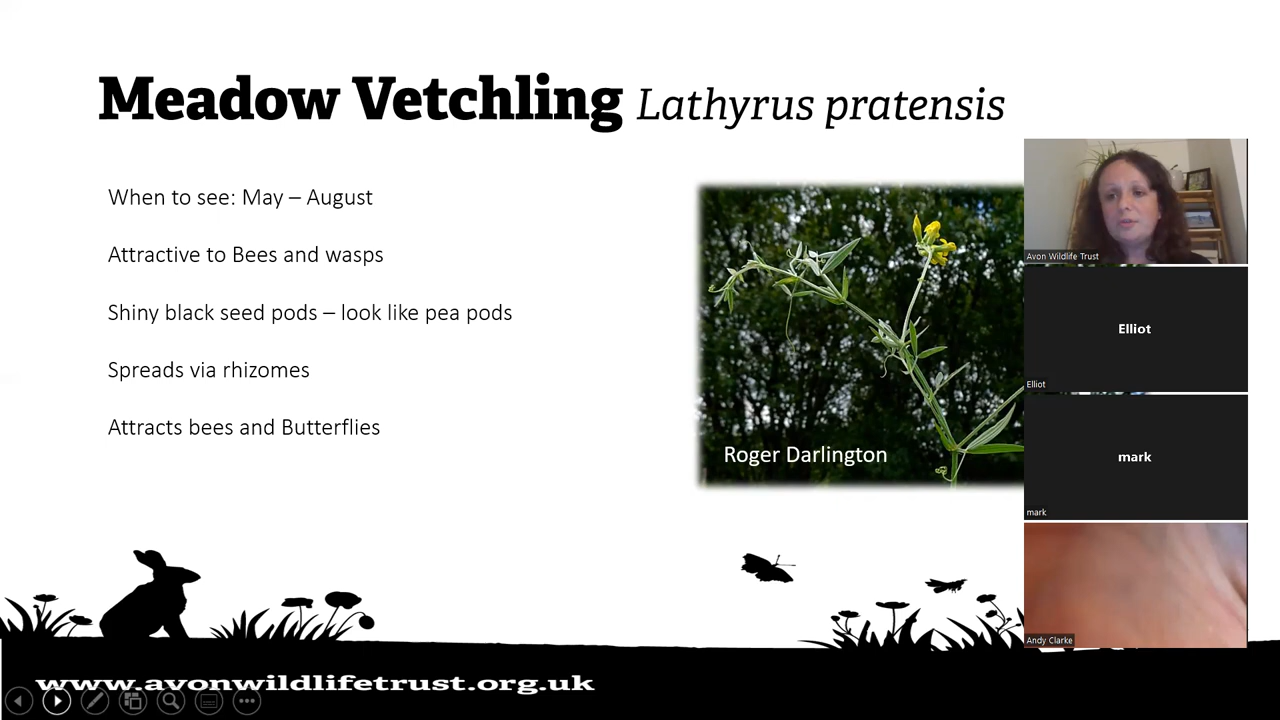 Meadow Vetchling Lathyrus pratensis
When to see: May – August
Attractive to Bees and wasps
Shiny black seed pods – look like pea pods
Spreads via rhizomes
Attracts bees and Butterflies
Roger Darlington
Avon Wildlife Trust
Elliot
Elliot
mark
mark
Andy Clarke
www.avonwildlifetrust.org.uk